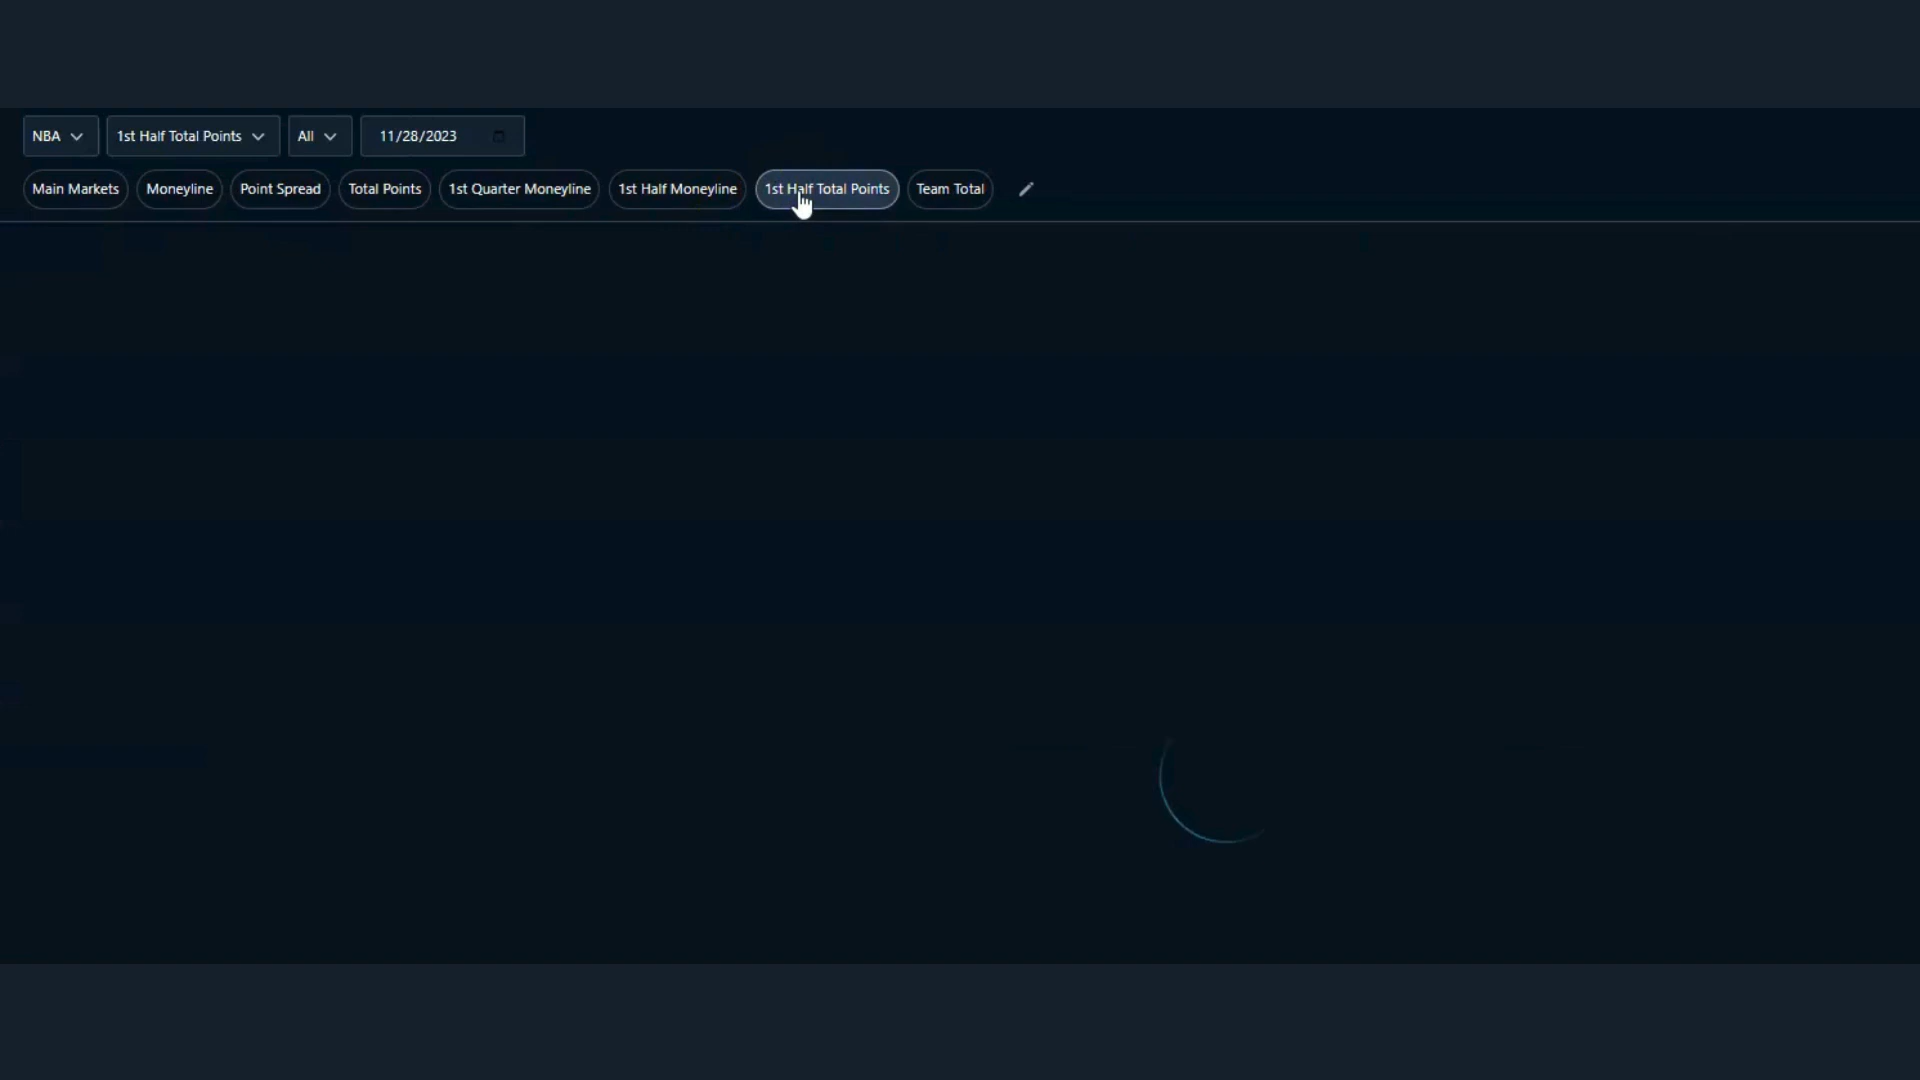 NBA 1st Half Total Points All 11/28/2023
Main Markets Moneyline Point Spread Total Points 1st Quarter Moneyline 1st Half Moneyline 1st Half Total Points Team Total